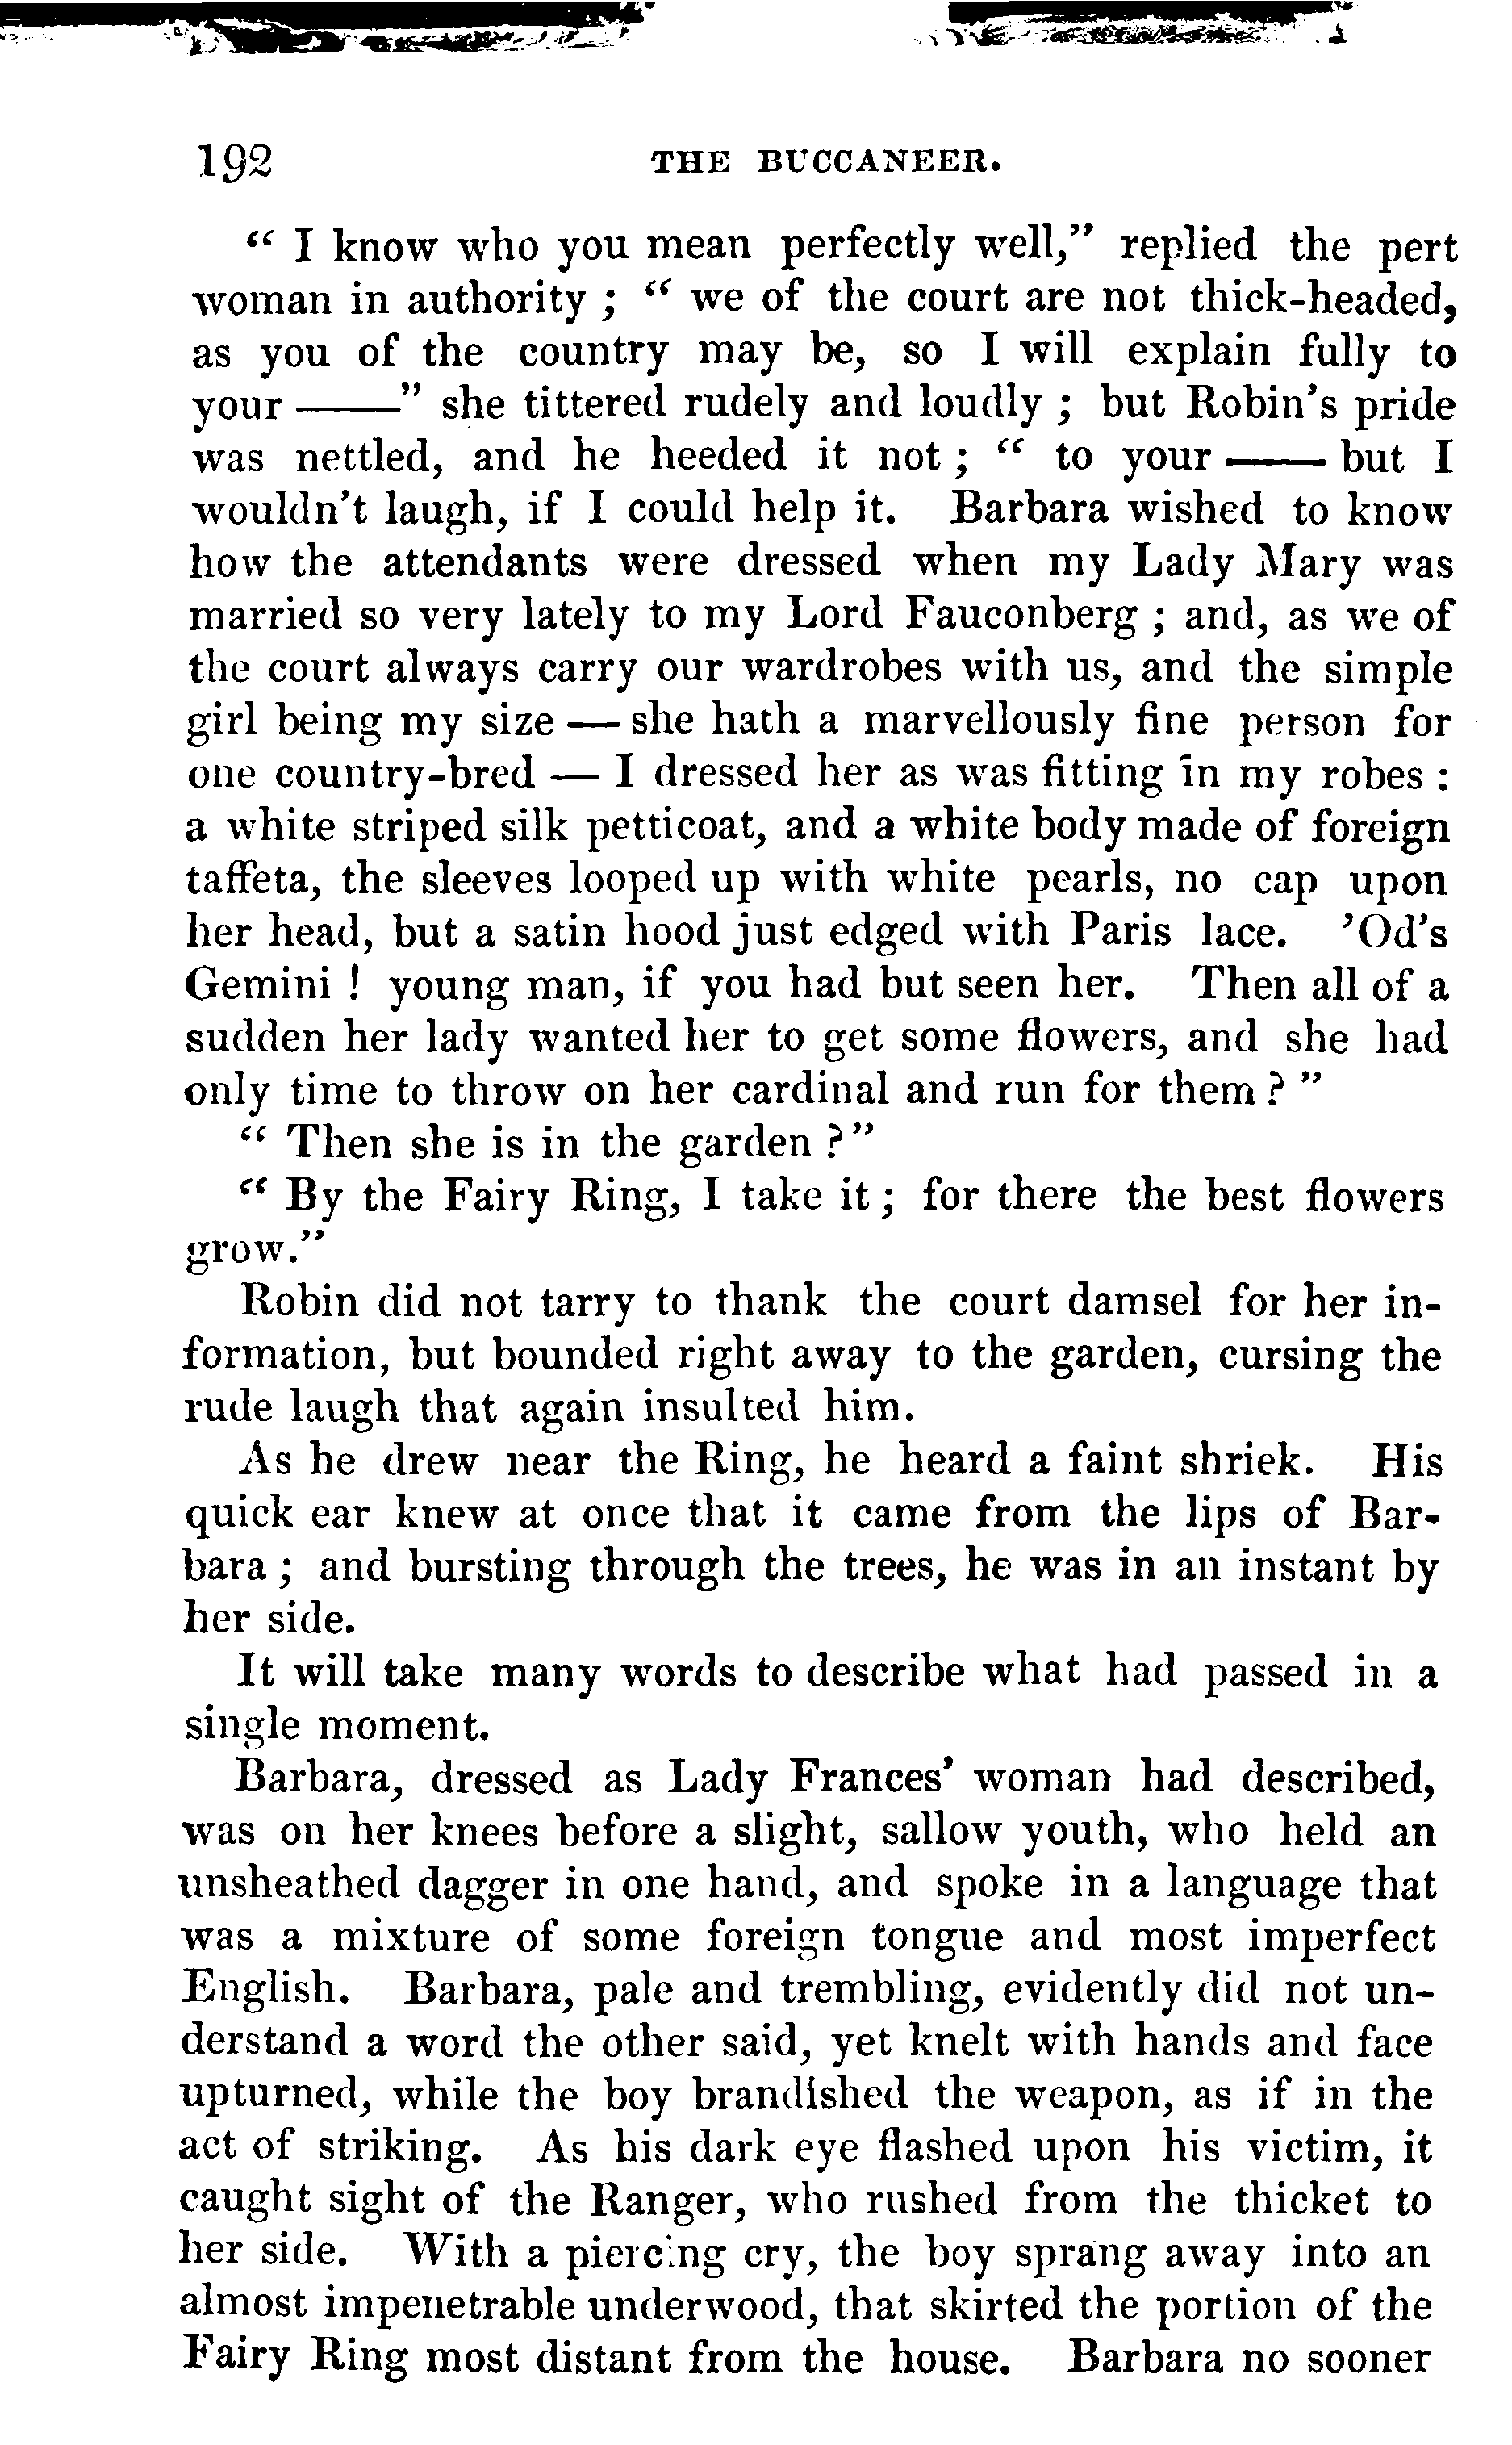 192 THE BUCCANEER.
“ I know who you mean perfectly well,” replied the pert
woman in authority ; “ we of the court are not thick-headed,
as you of the country may be, so I will explain fully to
your ——” she tittered rudely and loudly ; but Robin's pride
was nettled, and he heeded it not ; “ to your —— but I
wouldn't laugh, if I could help it. Barbara wished to know
how the attendants were dressed when my Lady Mary was
married so very lately to my Lord Fauconberg ; and, as we of
the court always carry our wardrobes with us, and the simple
girl being my size — she hath a marvellously fine person for
one country-bred — I dressed her as was fitting in my robes :
a white striped silk petticoat, and a white body made of foreign
taffeta, the sleeves looped up with white pearls, no cap upon
her head, but a satin hood just edged with Paris lace. 'Od's
Gemini ! young man, if you had but seen her. Then all of a
sudden her lady wanted her to get some flowers, and she had
only time to throw on her cardinal and run for them ? ”
“ Then she is in the garden ?”
“ By the Fairy Ring, I take it ; for there the best flowers
grow.”
Robin did not tarry to thank the court damsel for her in-
formation, but bounded right away to the garden, cursing the
rude laugh that again insulted him.
As he drew near the Ring, he heard a faint shriek. His
quick ear knew at once that it came from the lips of Bar-
bara ; and bursting through the trees, he was in an instant by
her side.
It will take many words to describe what had passed in a
single moment.
Barbara, dressed as Lady Frances' woman had described,
was on her knees before a slight, sallow youth, who held an
unsheathed dagger in one hand, and spoke in a language that
was a mixture of some foreign tongue and most imperfect
English. Barbara, pale and trembling, evidently did not un-
derstand a word the other said, yet knelt with hands and face
upturned, while the boy brandished the weapon, as if in the
act of striking. As his dark eye flashed upon his victim, it
caught sight of the Ranger, who rushed from the thicket to
her side. With a piercing cry, the boy sprang away into an
almost impenetrable underwood, that skirted the portion of the
Fairy Ring most distant from the house. Barbara no sooner